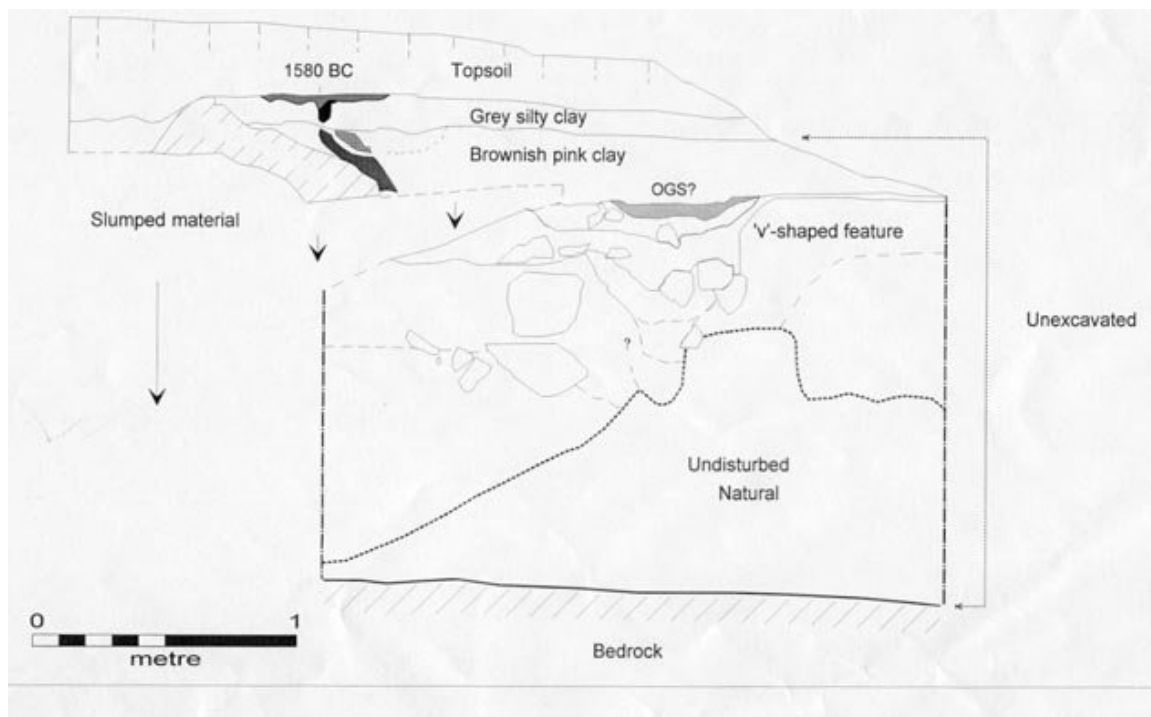 1580 BC
Topsoil
Grey silty clay
Brownish pink clay
OGS?
Slumped material
'v'-shaped feature
Unexcavated
?
Undisturbed
Natural
0 1
metre
Bedrock